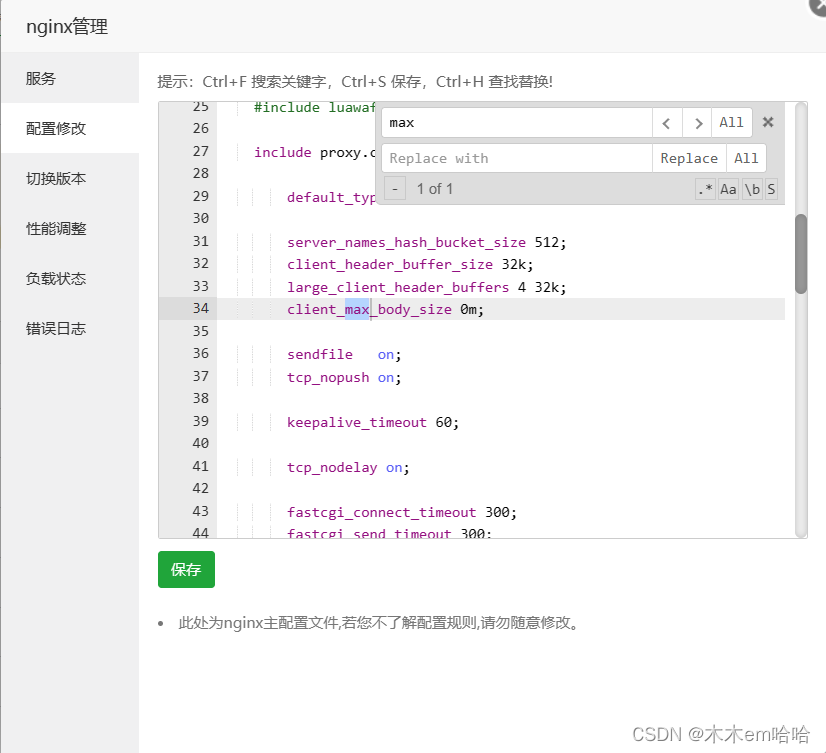 nginx管理
服务
配置修改
切换版本
性能调整
负载状态
错误日志
提示：Ctrl+F 搜索关键字，Ctrl+S 保存，Ctrl+H 查找替换!
max
All
Replace with
Replace
All
-
1 of 1
.*
Aa
\b
S
25 #include luawaf
26
27 include proxy.c
28
29 default_typ
30
31 server_names_hash_bucket_size 512;
32 client_header_buffer_size 32k;
33 large_client_header_buffers 4 32k;
34 client_max_body_size 0m;
35
36 sendfile on;
37 tcp_nopush on;
38
39 keepalive_timeout 60;
40
41 tcp_nodelay on;
42
43 fastcgi_connect_timeout 300;
44 fastcgi_send_timeout 300;
保存
此处为nginx主配置文件,若您不了解配置规则,请勿随意修改。
CSDN @木木em哈哈